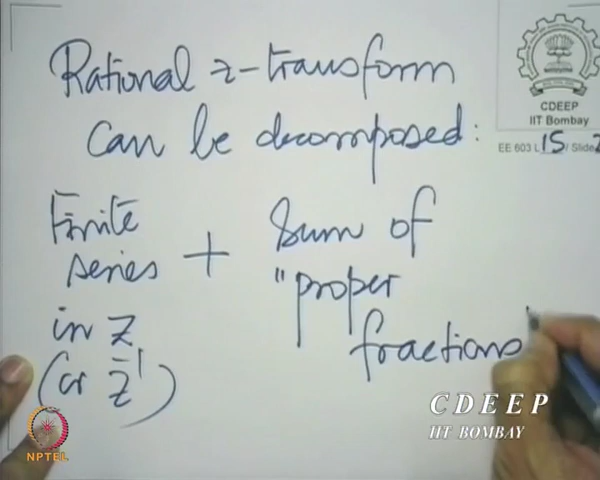 Rational z-transform
can be decomposed:
Finite
series
in z
(or z⁻¹)
+
Sum of
"proper
fractions
CDEEP
IIT Bombay
EE 603 L 15 / Slide
CDEEP
IIT BOMBAY
NPTEL